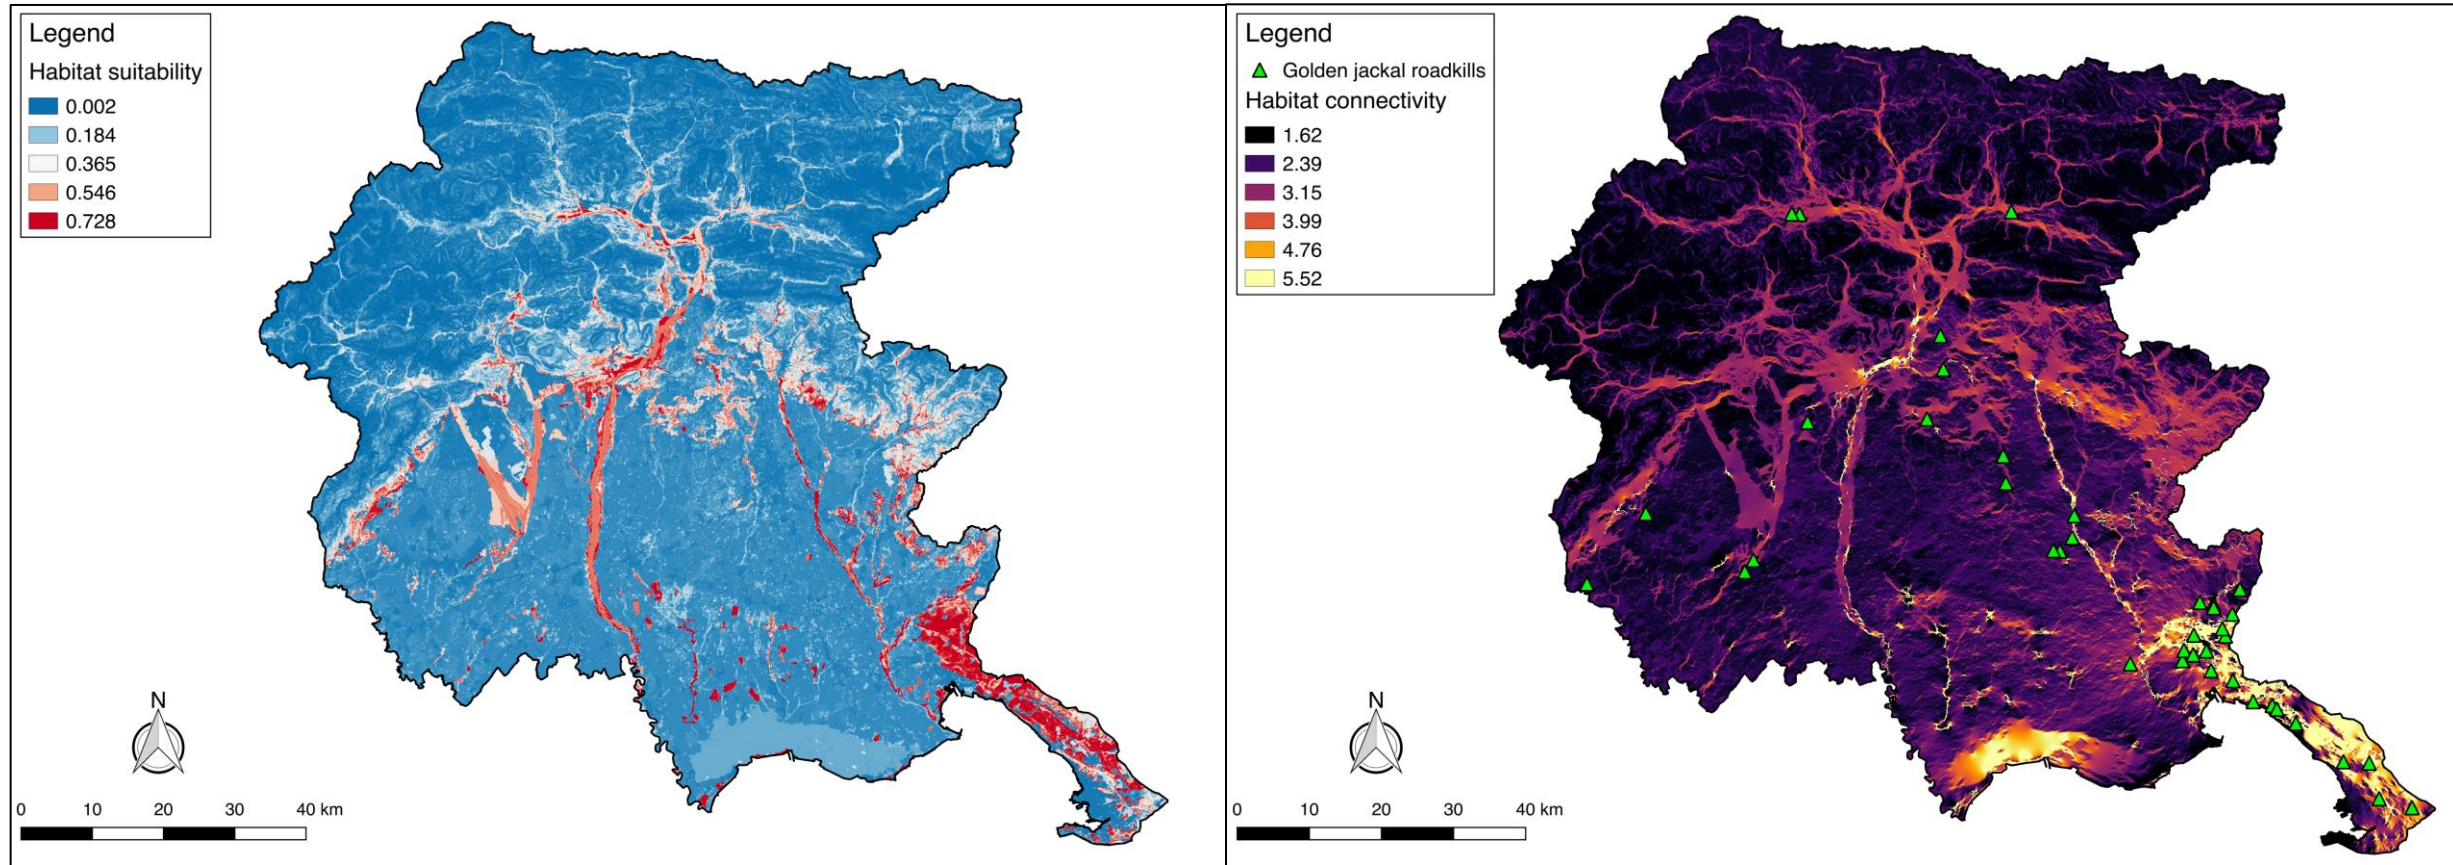 Legend
Habitat suitability
0.002
0.184
0.365
0.546
0.728
N
0 10 20 30 40 km
Legend
Golden jackal roadkills
Habitat connectivity
1.62
2.39
3.15
3.99
4.76
5.52
N
0 10 20 30 40 km